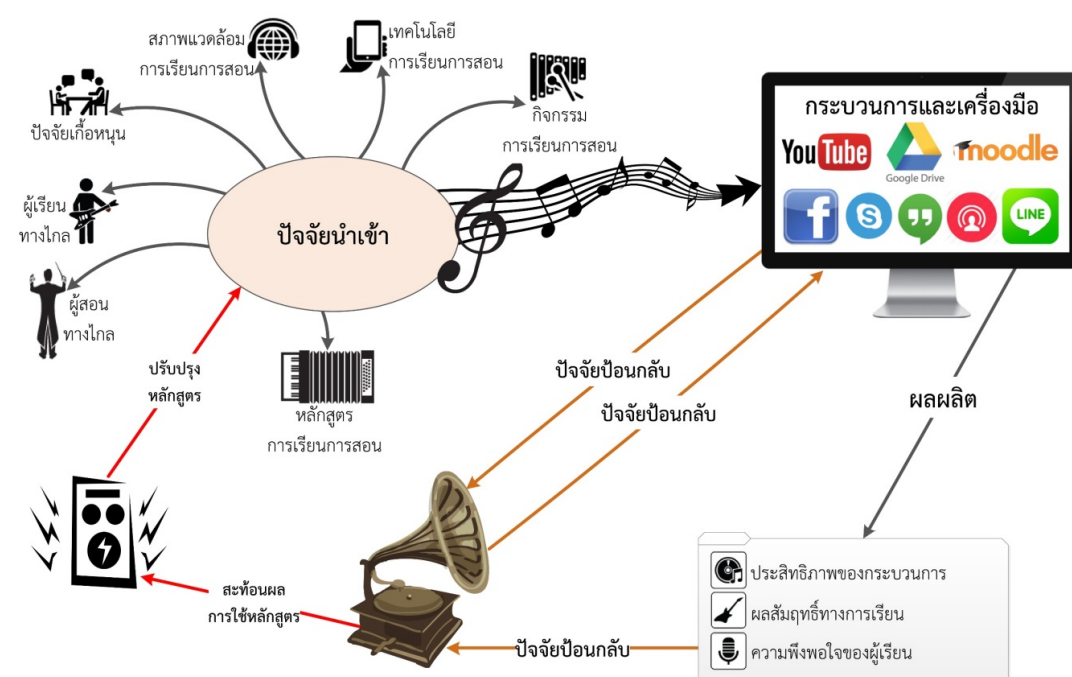 สภาพแวดล้อม
การเรียนการสอน
เทคโนโลยี
การเรียนการสอน
กิจกรรม
การเรียนการสอน
ปัจจัยเกื้อหนุน
ผู้เรียน
ทางไกล
ผู้สอน
ทางไกล
ปัจจัยนำเข้า
หลักสูตร
การเรียนการสอน
กระบวนการและเครื่องมือ
YouTube
Google Drive
moodle
f
S
LINE
ปรับปรุง
หลักสูตร
ปัจจัยป้อนกลับ
ปัจจัยป้อนกลับ
ผลผลิต
สะท้อนผล
การใช้หลักสูตร
ปัจจัยป้อนกลับ
ประสิทธิภาพของกระบวนการ
ผลสัมฤทธิ์ทางการเรียน
ความพึงพอใจของผู้เรียน